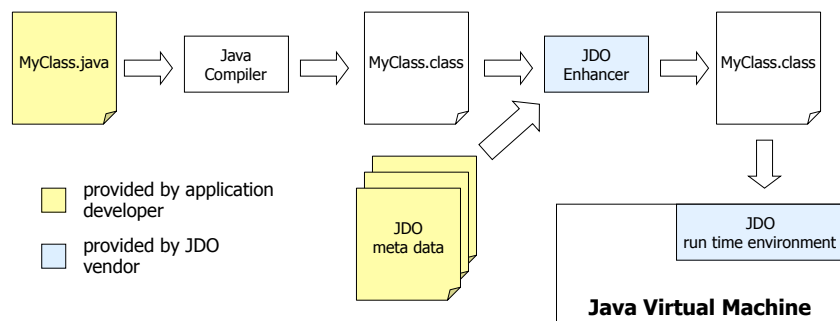 MyClass.java
Java
Compiler
MyClass.class
JDO
Enhancer
MyClass.class
provided by application
developer
provided by JDO
vendor
JDO
meta data
JDO
run time environment
Java Virtual Machine